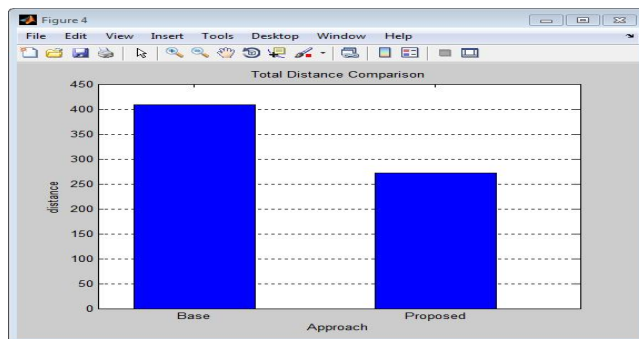 Figure 4
File Edit View Insert Tools Desktop Window Help
Total Distance Comparison
450
400
350
300
250
200
150
100
50
0
distance
Base Proposed
Approach